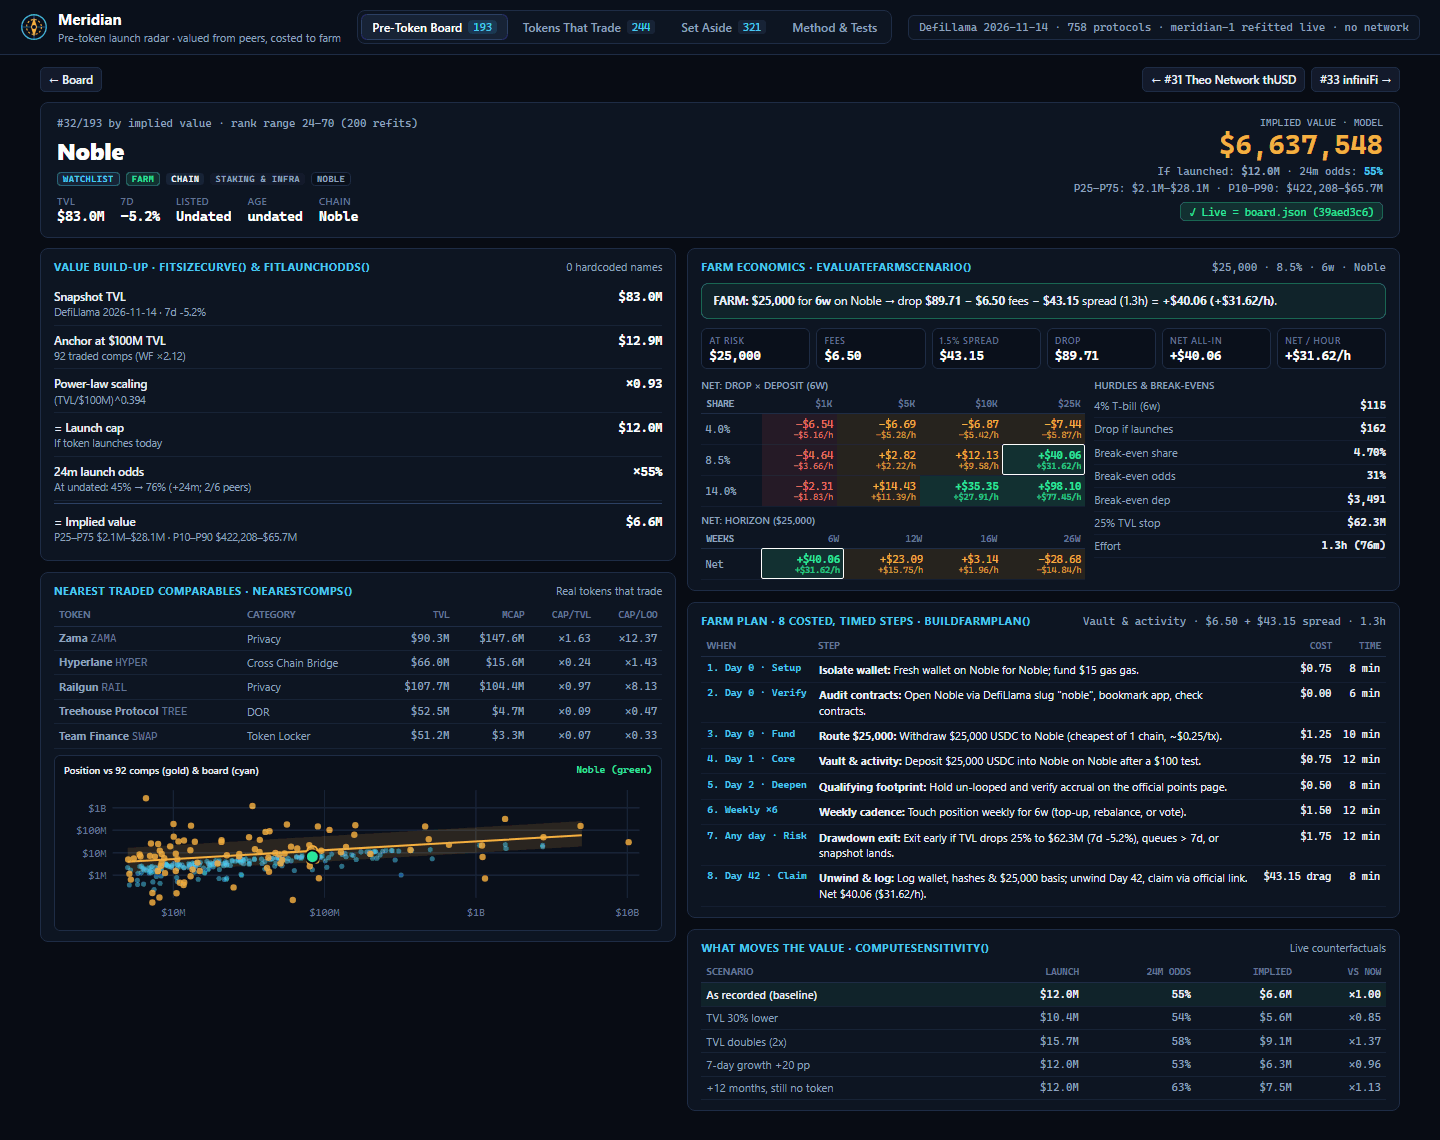 Meridian
Pre-token launch radar · valued from peers, costed to farm
Pre-Token Board 193
Tokens That Trade 244
Set Aside 321
Method & Tests
DefiLlama 2026-11-14 · 758 protocols · meridian-1 refitted live · no network
← Board
← #31 Theo Network thUSD
#33 infiniFi →
#32/193 by implied value · rank range 24–70 (200 refits)
Noble
WATCHLIST FARM CHAIN STAKING & INFRA NOBLE
TVL 7D LISTED AGE CHAIN
$83.0M −5.2% Undated undated Noble
IMPLIED VALUE · MODEL
$6,637,548
If launched: $12.0M · 24m odds: 55%
P25–P75: $2.1M–$28.1M · P10–P90: $422,208–$65.7M
✓ Live = board.json (39aed3c6)
VALUE BUILD-UP · FITSIZECURVE() & FITLAUNCHODDS()
0 hardcoded names
Snapshot TVL $83.0M
DefiLlama 2026-11-14 · 7d -5.2%
Anchor at $100M TVL $12.9M
92 traded comps (WF ×2.12)
Power-law scaling ×0.93
(TVL/$100M)^0.394
= Launch cap $12.0M
If token launches today
24m launch odds ×55%
At undated: 45% → 76% (+24m; 2/6 peers)
= Implied value $6.6M
P25–P75 $2.1M–$28.1M · P10–P90 $422,208–$65.7M
NEAREST TRADED COMPARABLES · NEARESTCOMPS()
Real tokens that trade
TOKEN CATEGORY TVL MCAP CAP/TVL CAP/LOO
Zama ZAMA Privacy $90.3M $147.6M ×1.63 ×12.37
Hyperlane HYPER Cross Chain Bridge $66.0M $15.6M ×0.24 ×1.43
Railgun RAIL Privacy $107.7M $104.4M ×0.97 ×8.13
Treehouse Protocol TREE DOR $52.5M $4.7M ×0.09 ×0.47
Team Finance SWAP Token Locker $51.2M $3.3M ×0.07 ×0.33
Position vs 92 comps (gold) & board (cyan)
Noble (green)
$1B
$100M
$10M
$1M
$10M $100M $1B $10B
FARM ECONOMICS · EVALUATEFARMSCENARIO()
$25,000 · 8.5% · 6w · Noble
FARM: $25,000 for 6w on Noble → drop $89.71 − $6.50 fees − $43.15 spread (1.3h) = +$40.06 (+$31.62/h).
AT RISK FEES 1.5% SPREAD DROP NET ALL-IN NET / HOUR
$25,000 $6.50 $43.15 $89.71 +$40.06 +$31.62/h
NET: DROP × DEPOSIT (6W)
SHARE $1K $5K $10K $25K
4.0% −$6.54 −$6.69 −$6.87 −$7.44
−$5.16/h −$5.28/h −$5.42/h −$5.87/h
8.5% −$4.64 +$2.82 +$12.13 +$40.06
−$3.66/h +$2.22/h +$9.58/h +$31.62/h
14.0% −$2.31 +$14.43 +$35.35 +$98.10
−$1.83/h +$11.39/h +$27.91/h +$77.45/h
NET: HORIZON ($25,000)
WEEKS 6W 12W 16W 26W
Net +$40.06 +$23.09 +$3.14 −$28.68
+$31.62/h +$15.75/h +$1.96/h −$14.84/h
HURDLES & BREAK-EVENS
4% T-bill (6w) $115
Drop if launches $162
Break-even share 4.70%
Break-even odds 31%
Break-even dep $3,491
25% TVL stop $62.3M
Effort 1.3h (76m)
FARM PLAN · 8 COSTED, TIMED STEPS · BUILDFARMPLAN()
Vault & activity · $6.50 + $43.15 spread · 1.3h
WHEN STEP COST TIME
1. Day 0 · Setup Isolate wallet: Fresh wallet on Noble for Noble; fund $15 gas gas. $0.75 8 min
2. Day 0 · Verify Audit contracts: Open Noble via DefiLlama slug "noble", bookmark app, check $0.00 6 min
contracts.
3. Day 0 · Fund Route $25,000: Withdraw $25,000 USDC to Noble (cheapest of 1 chain, ~$0.25/tx). $1.25 10 min
4. Day 1 · Core Vault & activity: Deposit $25,000 USDC into Noble on Noble after a $100 test. $0.75 12 min
5. Day 2 · Deepen Qualifying footprint: Hold un-looped and verify accrual on the official points page. $0.50 8 min
6. Weekly ×6 Weekly cadence: Touch position weekly for 6w (top-up, rebalance, or vote). $1.50 12 min
7. Any day · Risk Drawdown exit: Exit early if TVL drops 25% to $62.3M (7d -5.2%), queues > 7d, or $1.75 12 min
snapshot lands.
8. Day 42 · Claim Unwind & log: Log wallet, hashes & $25,000 basis; unwind Day 42, claim via official link. $43.15 drag 8 min
Net $40.06 ($31.62/h).
WHAT MOVES THE VALUE · COMPUTESENSITIVITY()
Live counterfactuals
SCENARIO LAUNCH 24M ODDS IMPLIED VS NOW
As recorded (baseline) $12.0M 55% $6.6M ×1.00
TVL 30% lower $10.4M 54% $5.6M ×0.85
TVL doubles (2x) $15.7M 58% $9.1M ×1.37
7-day growth +20 pp $12.0M 53% $6.3M ×0.96
+12 months, still no token $12.0M 63% $7.5M ×1.13